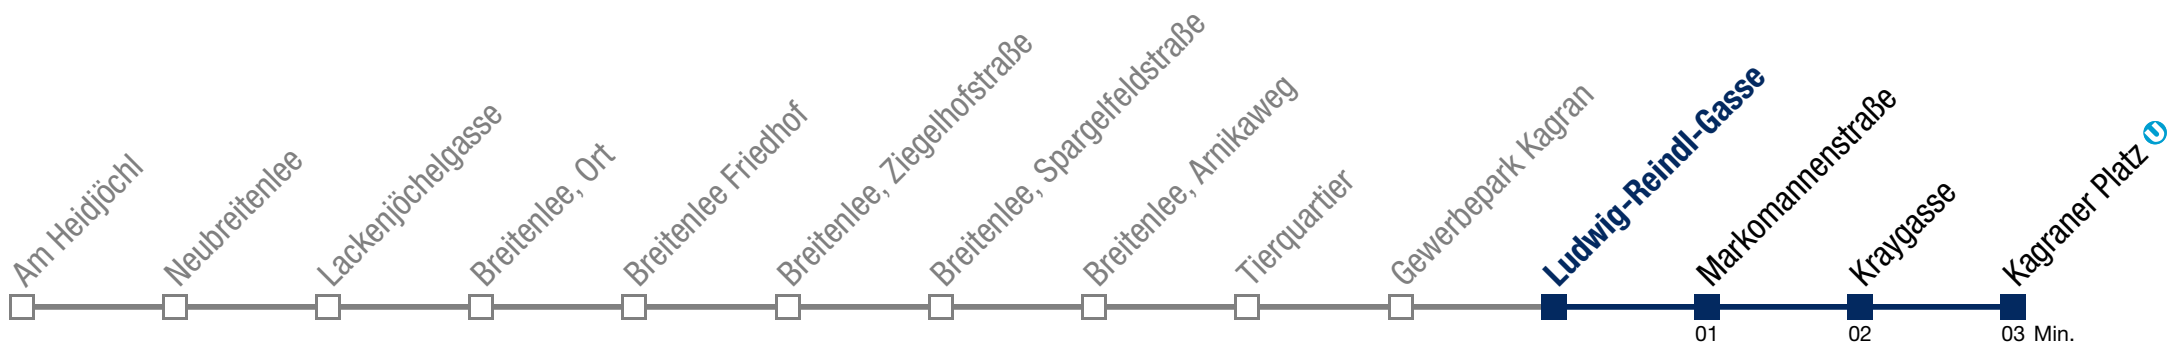 Am Heidjöchl
Neubreitenlee
Lackenjöchelgasse
Breitenlee, Ort
Breitenlee Friedhof
Breitenlee, Ziegelhofstraße
Breitenlee, Spargelfeldstraße
Breitenlee, Arnikaweg
Tierquartier
Gewerbepark Kagran
Ludwig-Reindl-Gasse
Markomannenstraße
Kraygasse
Kagraner Platz U
01 02 03 Min.